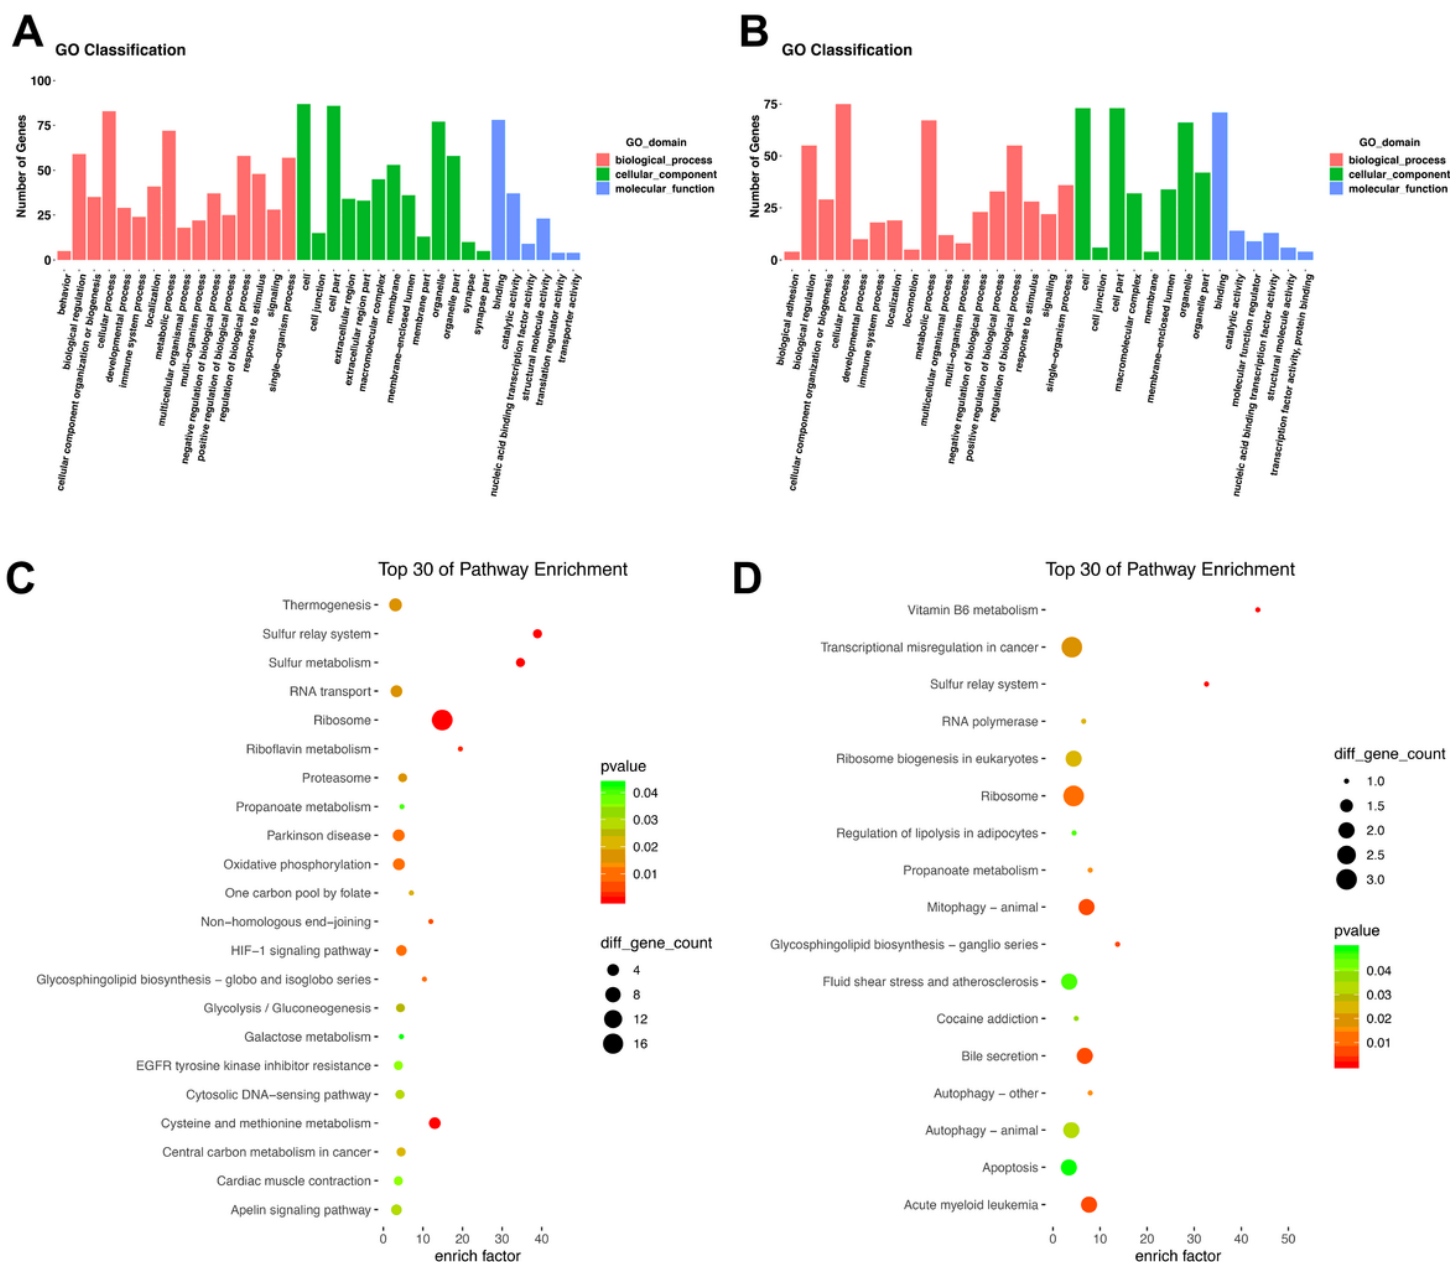 A
GO Classification
Number of Genes
100
75
50
25
0
behavior
biological regulation
cellular component organization or biogenesis
cellular process
developmental process
immune system process
localization
metabolic process
multicellular organismal process
multi−organism process
negative regulation of biological process
positive regulation of biological process
regulation of biological process
response to stimulus
signaling
single−organism process
cell
cell junction
cell part
extracellular region
extracellular region part
macromolecular complex
membrane
membrane−enclosed lumen
membrane part
organelle
organelle part
synapse
synapse part
binding
catalytic activity
nucleic acid binding transcription factor activity
structural molecule activity
translation regulator activity
transporter activity
GO_domain
biological_process
cellular_component
molecular_function
B
GO Classification
Number of Genes
75
50
25
0
biological adhesion
biological regulation
cellular component organization or biogenesis
cellular process
developmental process
immune system process
localization
locomotion
metabolic process
multicellular organismal process
multi−organism process
negative regulation of biological process
positive regulation of biological process
regulation of biological process
response to stimulus
signaling
single−organism process
cell
cell junction
cell part
macromolecular complex
membrane
membrane−enclosed lumen
organelle
organelle part
binding
catalytic activity
molecular function regulator
nucleic acid binding transcription factor activity
structural molecule activity
transcription factor activity, protein binding
GO_domain
biological_process
cellular_component
molecular_function
C
Top 30 of Pathway Enrichment
Thermogenesis
Sulfur relay system
Sulfur metabolism
RNA transport
Ribosome
Riboflavin metabolism
Proteasome
Propanoate metabolism
Parkinson disease
Oxidative phosphorylation
One carbon pool by folate
Non−homologous end−joining
HIF−1 signaling pathway
Glycosphingolipid biosynthesis − globo and isoglobo series
Glycolysis / Gluconeogenesis
Galactose metabolism
EGFR tyrosine kinase inhibitor resistance
Cytosolic DNA−sensing pathway
Cysteine and methionine metabolism
Central carbon metabolism in cancer
Cardiac muscle contraction
Apelin signaling pathway
0 10 20 30 40
enrich factor
pvalue
0.04
0.03
0.02
0.01
diff_gene_count
4
8
12
16
D
Top 30 of Pathway Enrichment
Vitamin B6 metabolism
Transcriptional misregulation in cancer
Sulfur relay system
RNA polymerase
Ribosome biogenesis in eukaryotes
Ribosome
Regulation of lipolysis in adipocytes
Propanoate metabolism
Mitophagy − animal
Glycosphingolipid biosynthesis − ganglio series
Fluid shear stress and atherosclerosis
Cocaine addiction
Bile secretion
Autophagy − other
Autophagy − animal
Apoptosis
Acute myeloid leukemia
0 10 20 30 40 50
enrich factor
diff_gene_count
1.0
1.5
2.0
2.5
3.0
pvalue
0.04
0.03
0.02
0.01